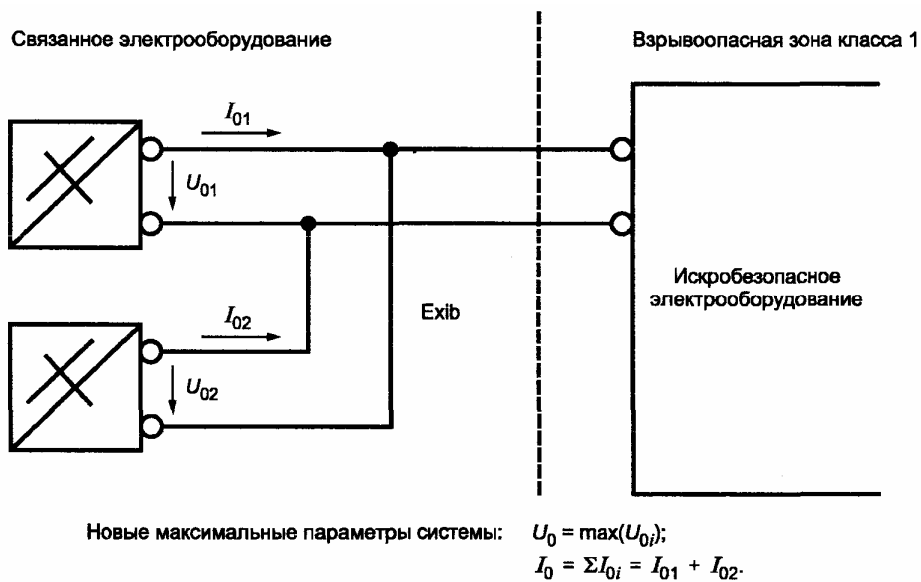 Связанное электрооборудование
Взрывоопасная зона класса 1
I01
U01
I02
U02
Exib
Искробезопасное
электрооборудование
Новые максимальные параметры системы: U0 = max(U0i);
I0 = ΣI0i = I01 + I02.